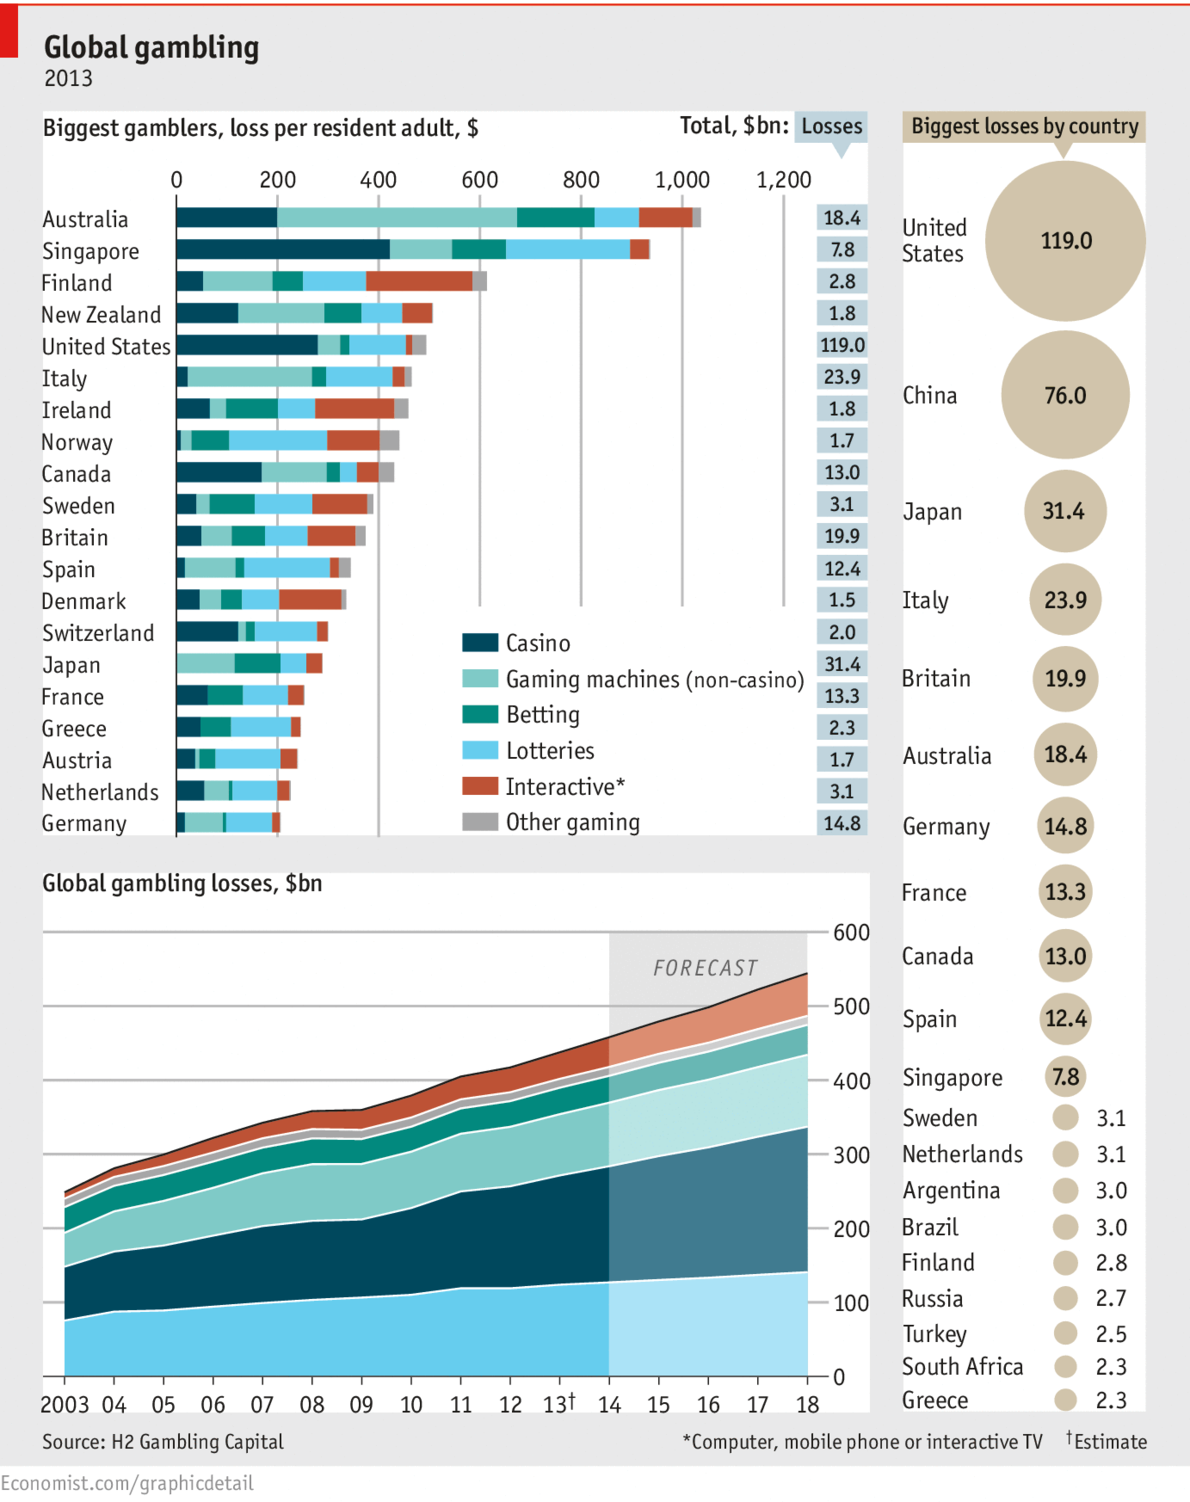 Global gambling
2013
Biggest gamblers, loss per resident adult, $
Total, $bn: Losses
0 200 400 600 800 1,000 1,200
Australia 18.4
Singapore 7.8
Finland 2.8
New Zealand 1.8
United States 119.0
Italy 23.9
Ireland 1.8
Norway 1.7
Canada 13.0
Sweden 3.1
Britain 19.9
Spain 12.4
Denmark 1.5
Switzerland 2.0
Japan 31.4
France 13.3
Greece 2.3
Austria 1.7
Netherlands 3.1
Germany 14.8
Casino
Gaming machines (non-casino)
Betting
Lotteries
Interactive*
Other gaming
Biggest losses by country
United
States 119.0
China 76.0
Japan 31.4
Italy 23.9
Britain 19.9
Australia 18.4
Germany 14.8
France 13.3
Canada 13.0
Spain 12.4
Singapore 7.8
Sweden 3.1
Netherlands 3.1
Argentina 3.0
Brazil 3.0
Finland 2.8
Russia 2.7
Turkey 2.5
South Africa 2.3
Greece 2.3
Global gambling losses, $bn
FORECAST
600
500
400
300
200
100
0
2003 04 05 06 07 08 09 10 11 12 13† 14 15 16 17 18
Source: H2 Gambling Capital
*Computer, mobile phone or interactive TV †Estimate
Economist.com/graphicdetail